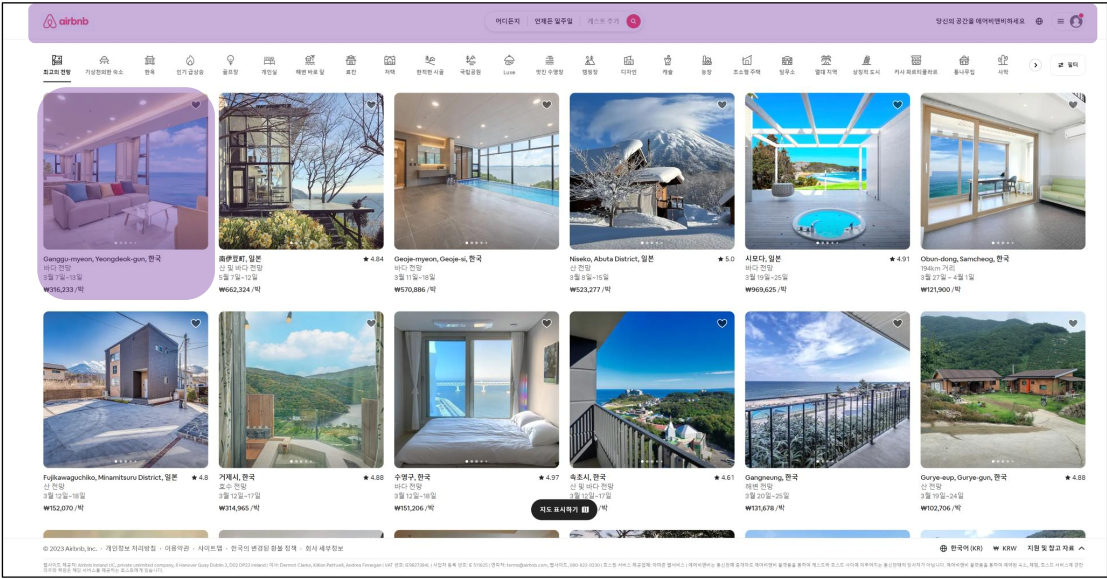 airbnb
어디든지 언제든 일주일 게스트 추가
당신의 공간을 에어비앤비하세요
최고의 전망 기상천외한 숙소 한옥 인기 급상승 골프장 개인실 해변 바로 앞 료칸 저택 한적한 시골 국립공원 Luxe 멋진 수영장 캠핑장 디자인 캐슬 농장 초소형 주택 상징적 도시 통나무집 사막 필터
Ganggu-myeon, Yeongdeok-gun, 한국
바다 전망
3월 7일~13일
₩316,233 /박
南伊豆町, 일본 ★ 4.84
산 및 바다 전망
5월 7일~12일
₩662,324 /박
Geoje-myeon, Geoje-si, 한국
바다 전망
3월 11일~18일
₩570,886 /박
Niseko, Abuta District, 일본 ★ 5.0
산 전망
3월 8일~15일
₩523,277 /박
시모다, 일본 ★ 4.91
바다 전망
3월 19일~25일
₩969,625 /박
Obun-dong, Samcheog, 한국
194km 거리
3월 27일 ~ 4월 1일
₩121,900 /박
Fujikawaguchiko, Minamitsuru District, 일본 ★ 4.8
산 전망
3월 12일~18일
₩152,070 /박
거제시, 한국 ★ 4.88
호수 전망
3월 12일~17일
₩314,965 /박
수영구, 한국 ★ 4.97
바다 전망
3월 12일~18일
₩151,206 /박
속초시, 한국 ★ 4.61
산 및 바다 전망
3월 12일~17일
/박
Gangneung, 한국
해변 전망
3월 20일~25일
₩131,678 /박
Gurye-eup, Gurye-gun, 한국 ★ 4.88
산 전망
3월 19일~24일
₩102,706 /박
지도 표시하기
© 2023 Airbnb, Inc. · 개인정보 처리방침 · 이용약관 · 사이트맵 · 한국의 변경된 환불 정책 · 회사 세부정보
한국어 (KR) ₩ KRW 지원 및 참고 자료